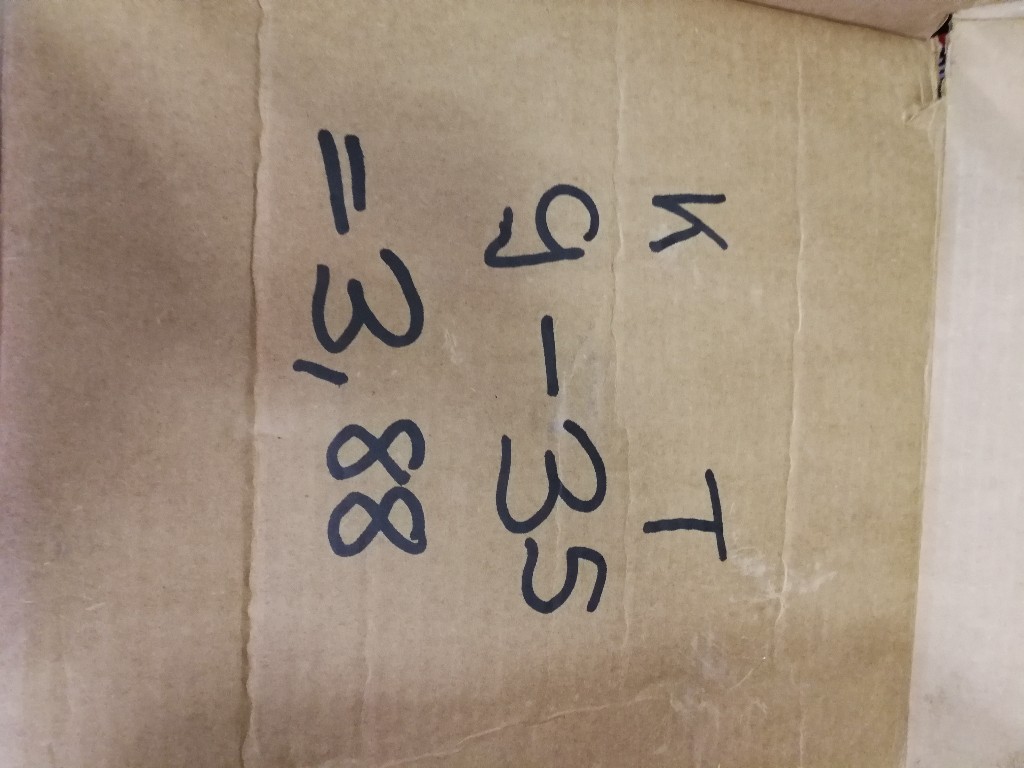 K T
9 - 35
= 3,88